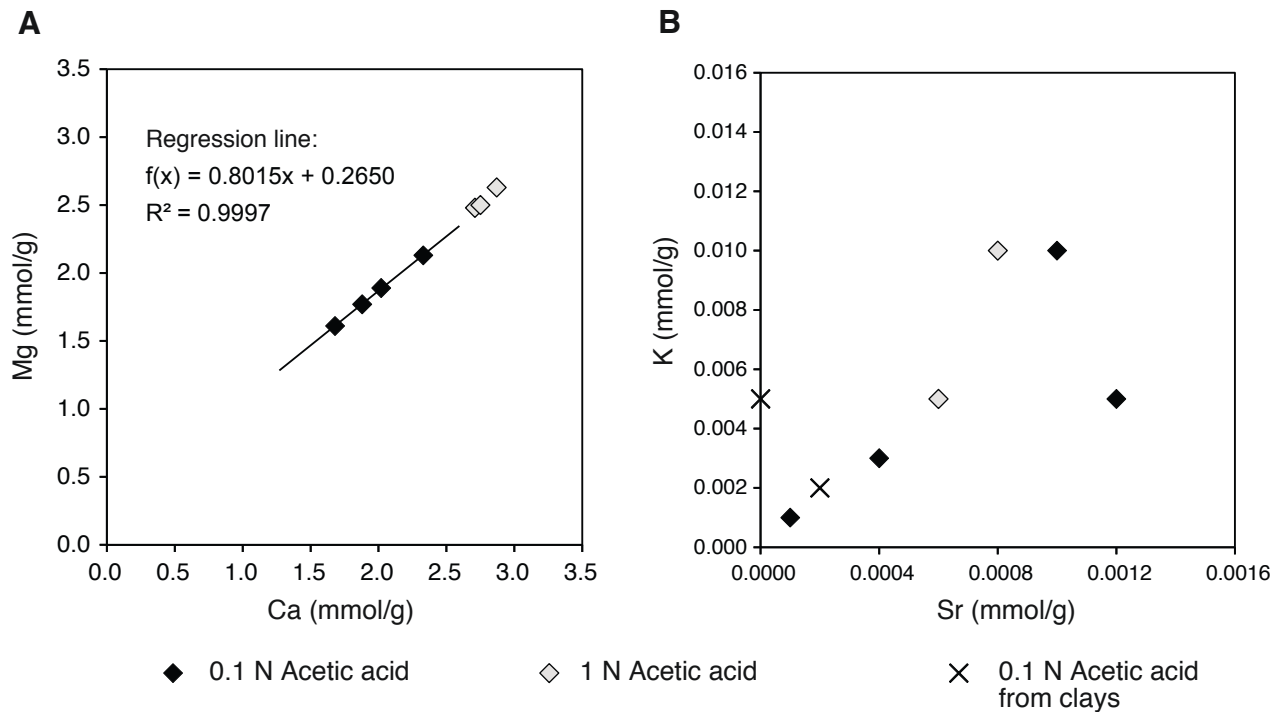 A
B
3.5
3.0
2.5
2.0
1.5
1.0
0.5
0.0
Mg (mmol/g)
Regression line:
f(x) = 0.8015x + 0.2650
R² = 0.9997
0.0 0.5 1.0 1.5 2.0 2.5 3.0 3.5
Ca (mmol/g)
0.016
0.014
0.012
0.010
0.008
0.006
0.004
0.002
0.000
K (mmol/g)
0.0000 0.0004 0.0008 0.0012 0.0016
Sr (mmol/g)
0.1 N Acetic acid
1 N Acetic acid
0.1 N Acetic acid
from clays